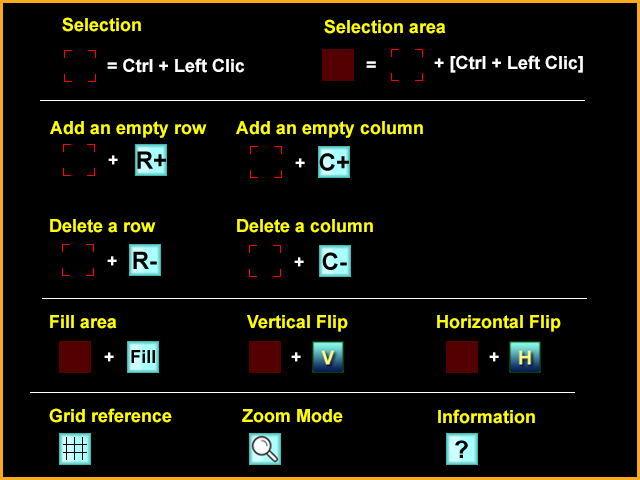 Selection Selection area
= Ctrl + Left Clic = + [Ctrl + Left Clic]
Add an empty row Add an empty column
+ R+ + C+
Delete a row Delete a column
+ R- + C-
Fill area Vertical Flip Horizontal Flip
+ Fill + V + H
Grid reference Zoom Mode Information
?